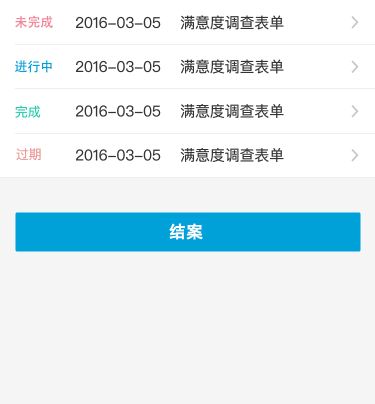 未完成 2016-03-05 满意度调查表单
进行中 2016-03-05 满意度调查表单
完成 2016-03-05 满意度调查表单
过期 2016-03-05 满意度调查表单
结案